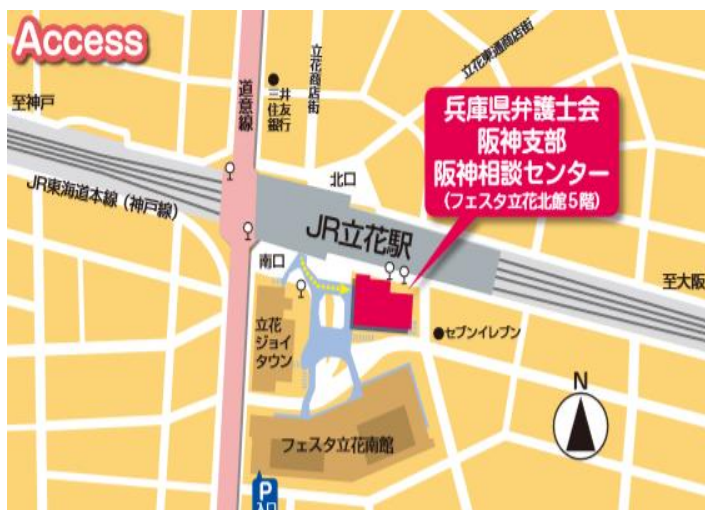 Access
至神戸
道意線
三井
住友
銀行
立花商店街
立花東通商店街
兵庫県弁護士会
阪神支部
阪神相談センター
(フェスタ立花北館5階)
JR東海道本線(神戸線)
北口
JR立花駅
南口
至大阪
立花
ジョイ
タウン
セブンイレブン
N
フェスタ立花南館
P
入口